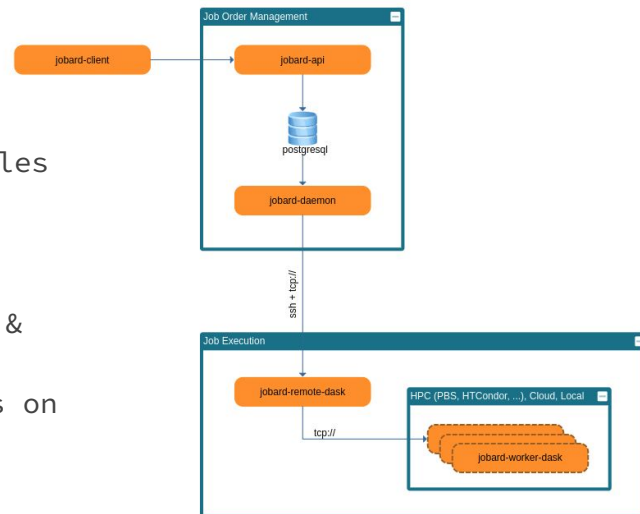 Job Order Management
jobard-client
jobard-api
postgresql
les
jobard-daemon
ssh + tcp://
&
Job Execution
jobard-remote-dask
HPC (PBS, HTCondor, ...), Cloud, Local
s on
tcp://
jobard-worker-dask